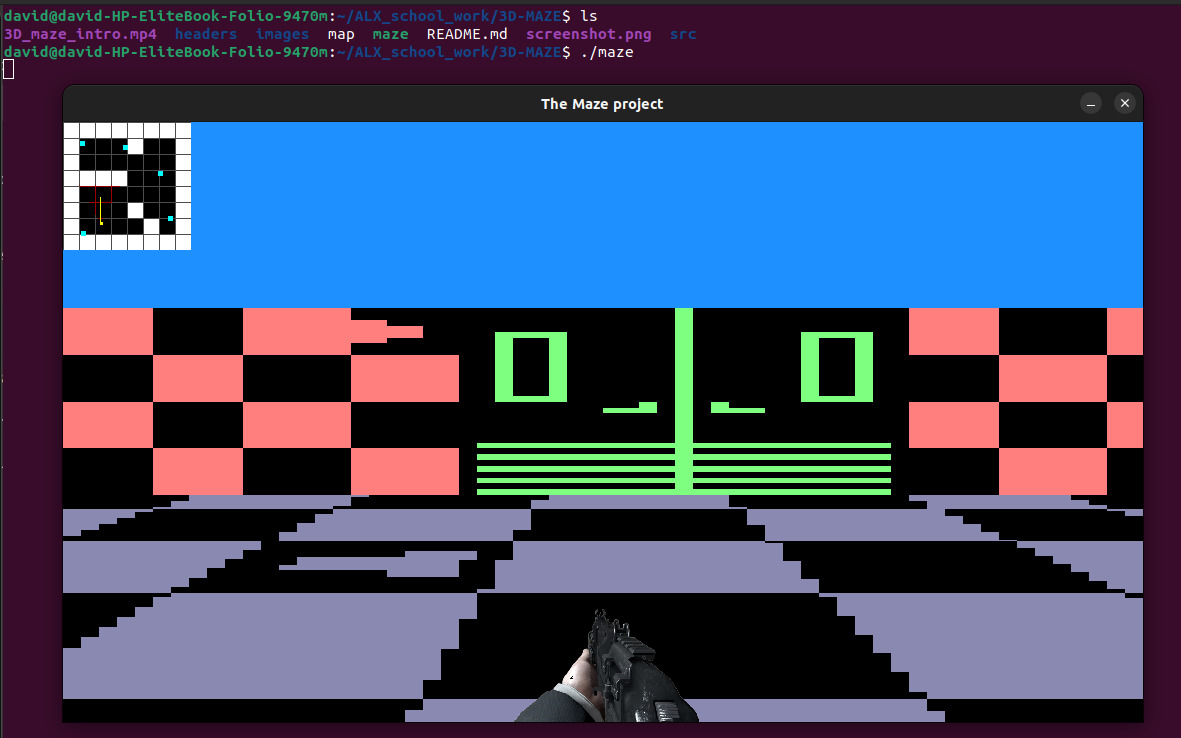 david@david-HP-EliteBook-Folio-9470m:~/ALX_school_work/3D-MAZE$ ls
3D_maze_intro.mp4  headers  images  map  maze  README.md  screenshot.png  src
david@david-HP-EliteBook-Folio-9470m:~/ALX_school_work/3D-MAZE$ ./maze
The Maze project